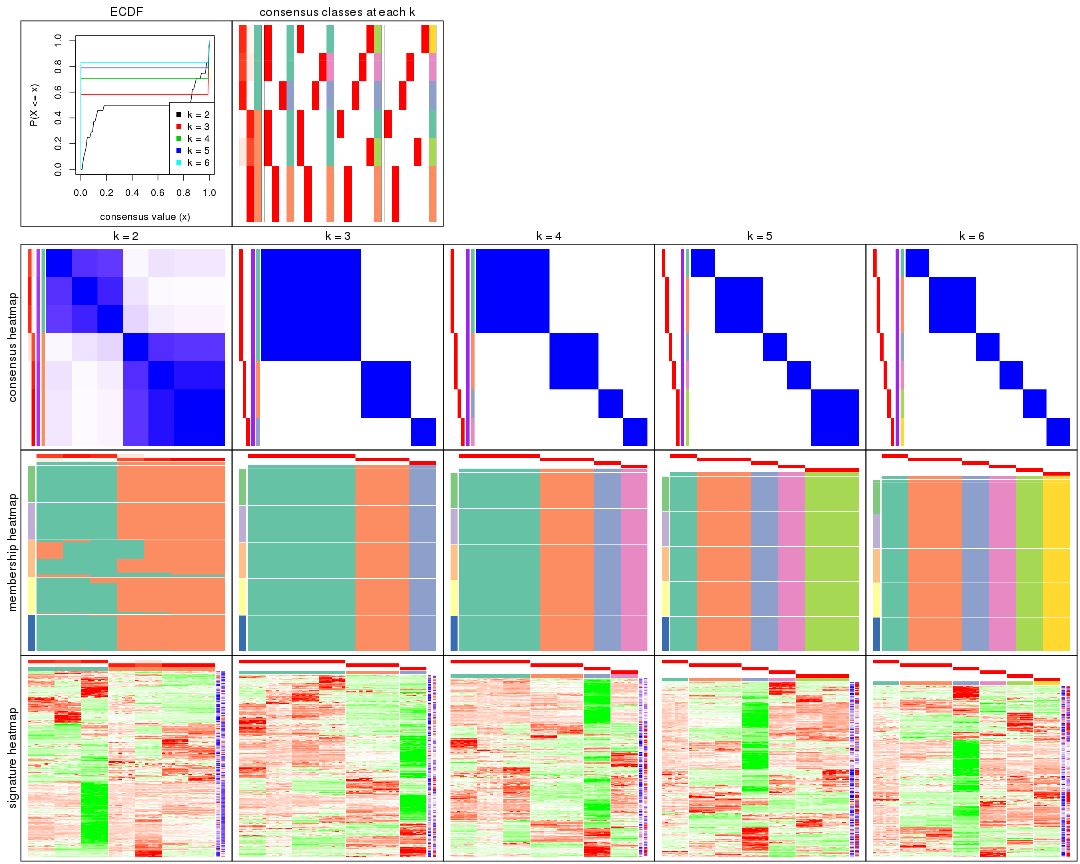 ECDF
consensus classes at each k
1.0
0.8
0.6
0.4
0.2
0.0
P(X <= x)
k = 2
k = 3
k = 4
k = 5
k = 6
0.0 0.2 0.4 0.6 0.8 1.0
consensus value (x)
k = 2
k = 3
k = 4
k = 5
k = 6
consensus heatmap
membership heatmap
signature heatmap